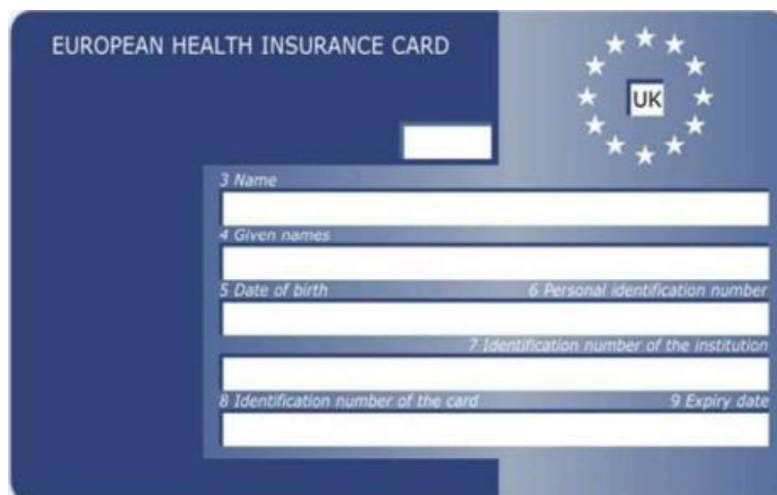 EUROPEAN HEALTH INSURANCE CARD
UK
3 Name
4 Given names
5 Date of birth 6 Personal identification number
7 Identification number of the institution
8 Identification number of the card 9 Expiry date